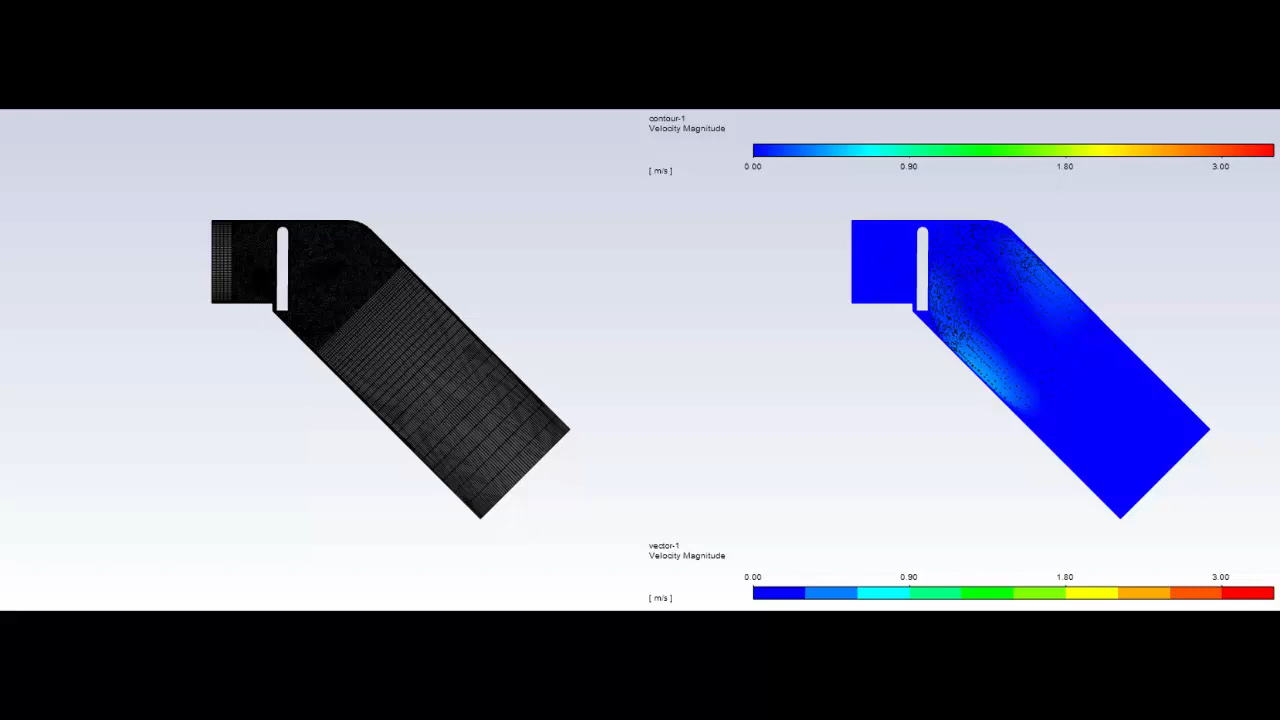 contour-1
Velocity Magnitude
[ m/s ]
0.00 0.90 1.80 3.00
vector-1
Velocity Magnitude
0.00 0.90 1.80 3.00
[ m/s ]